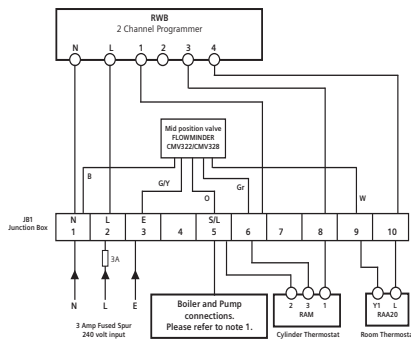 RWB
2 Channel Programmer
N L 1 2 3 4
Mid position valve
FLOWMINDER
CMV322/CMV328
B
G/Y
O
Gr
W
JB1
Junction Box
N L E S/L
1 2 3 4 5 6 7 8 9 10
3A
N L E
3 Amp Fused Spur
240 volt input
Boiler and Pump
connections.
Please refer to note 1.
2 3 1
RAM
Cylinder Thermostat
Y1 L
RAA20
Room Thermosta